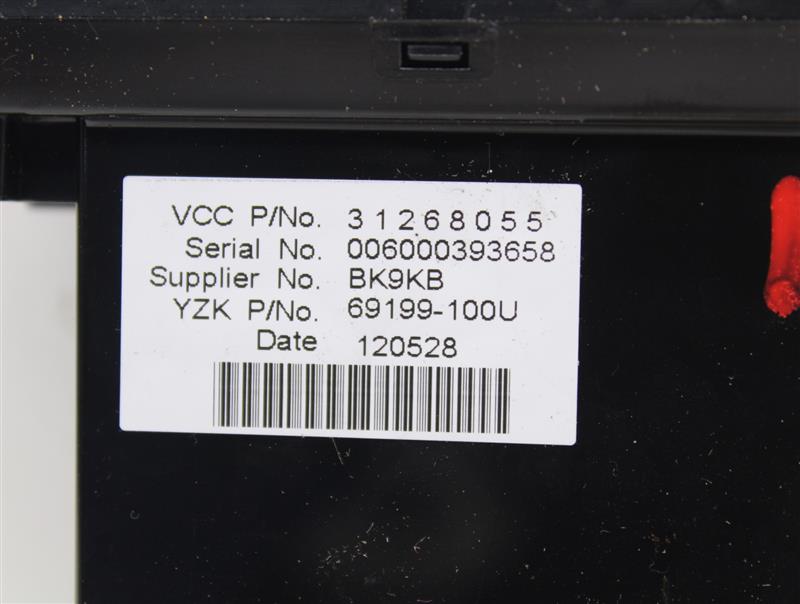 VCC P/No. 31268055
Serial No. 006000393658
Supplier No. BK9KB
YZK P/No. 69199-100U
Date 120528